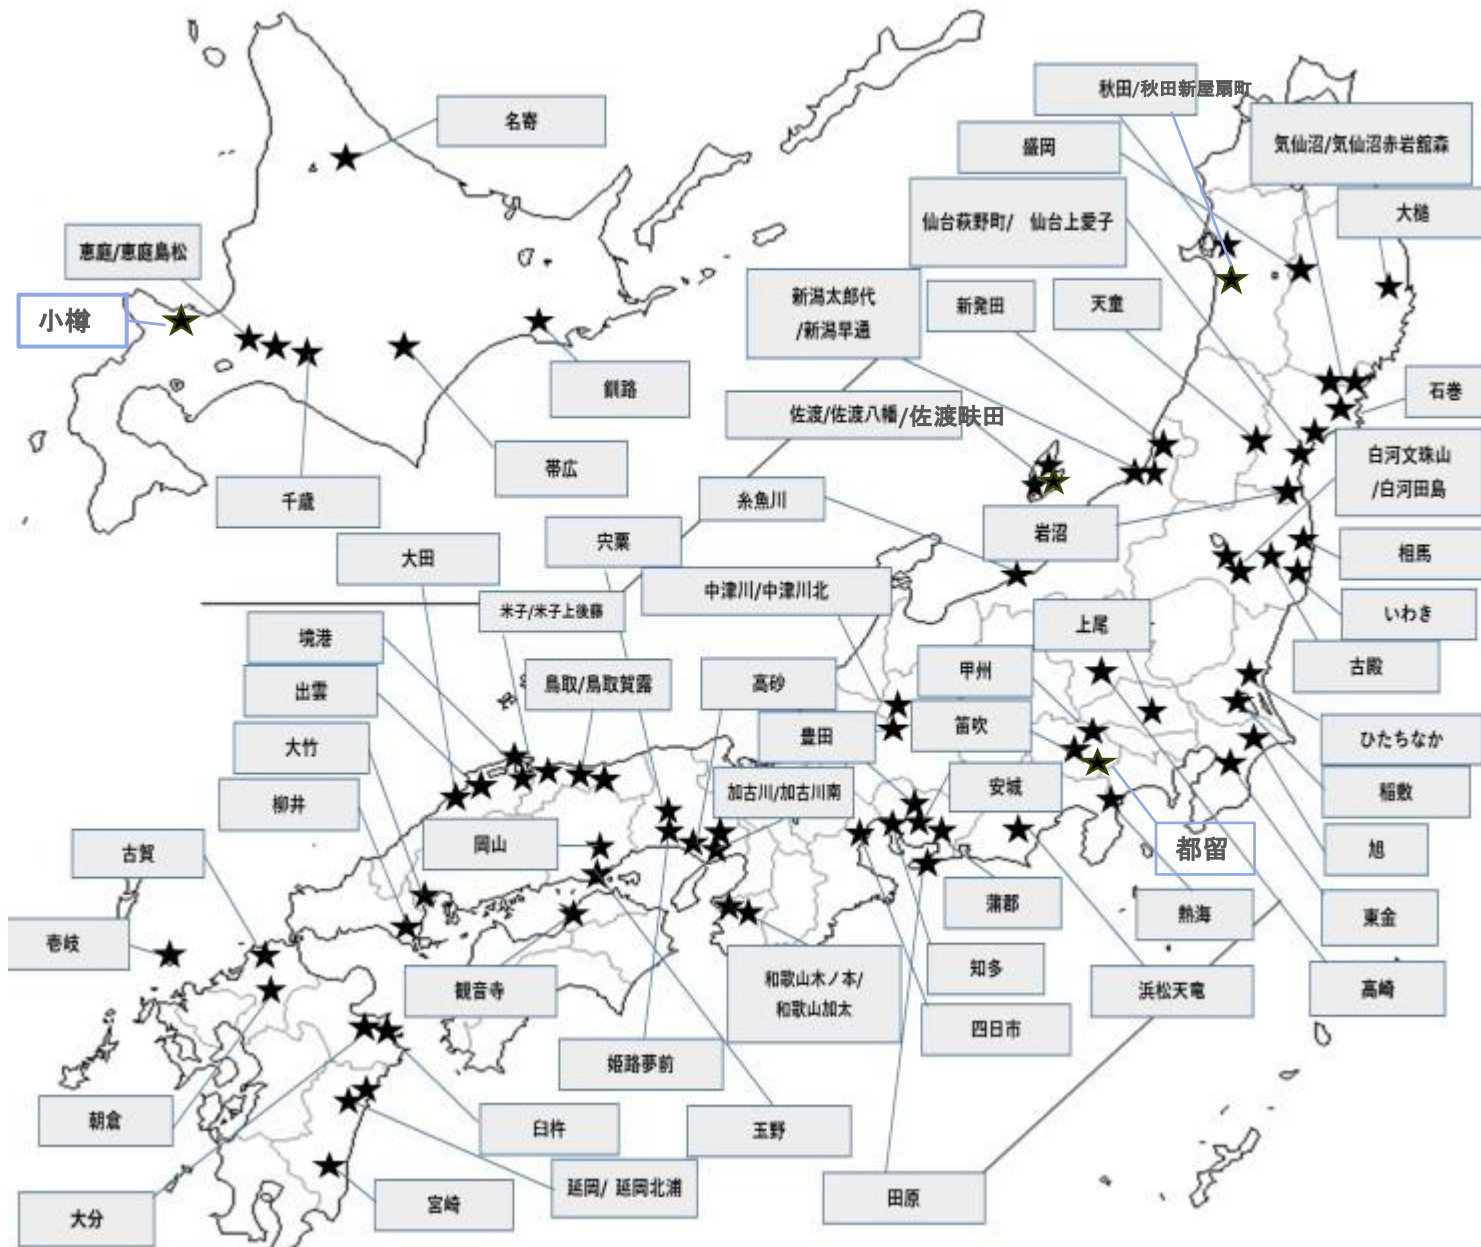 名寄
恵庭/恵庭島松
小樽
釧路
帯広
千歳
秋田/秋田新屋扇町
盛岡
気仙沼/気仙沼赤岩舘森
仙台萩野町/ 仙台上愛子
大槌
新潟太郎代
/新潟早通
新発田
天童
石巻
佐渡/佐渡八幡/佐渡畉田
白河文珠山
/白河田島
糸魚川
岩沼
相馬
大田
宍粟
中津川/中津川北
いわき
米子/米子上後藤
上尾
境港
古殿
甲州
出雲
鳥取/鳥取賀露
高砂
笛吹
豊田
ひたちなか
大竹
安城
稲敷
柳井
加古川/加古川南
岡山
都留
旭
古賀
蒲郡
熱海
東金
壱岐
知多
観音寺
和歌山木ノ本/
和歌山加太
浜松天竜
高崎
四日市
姫路夢前
朝倉
臼杵
玉野
延岡/ 延岡北浦
田原
宮崎
大分